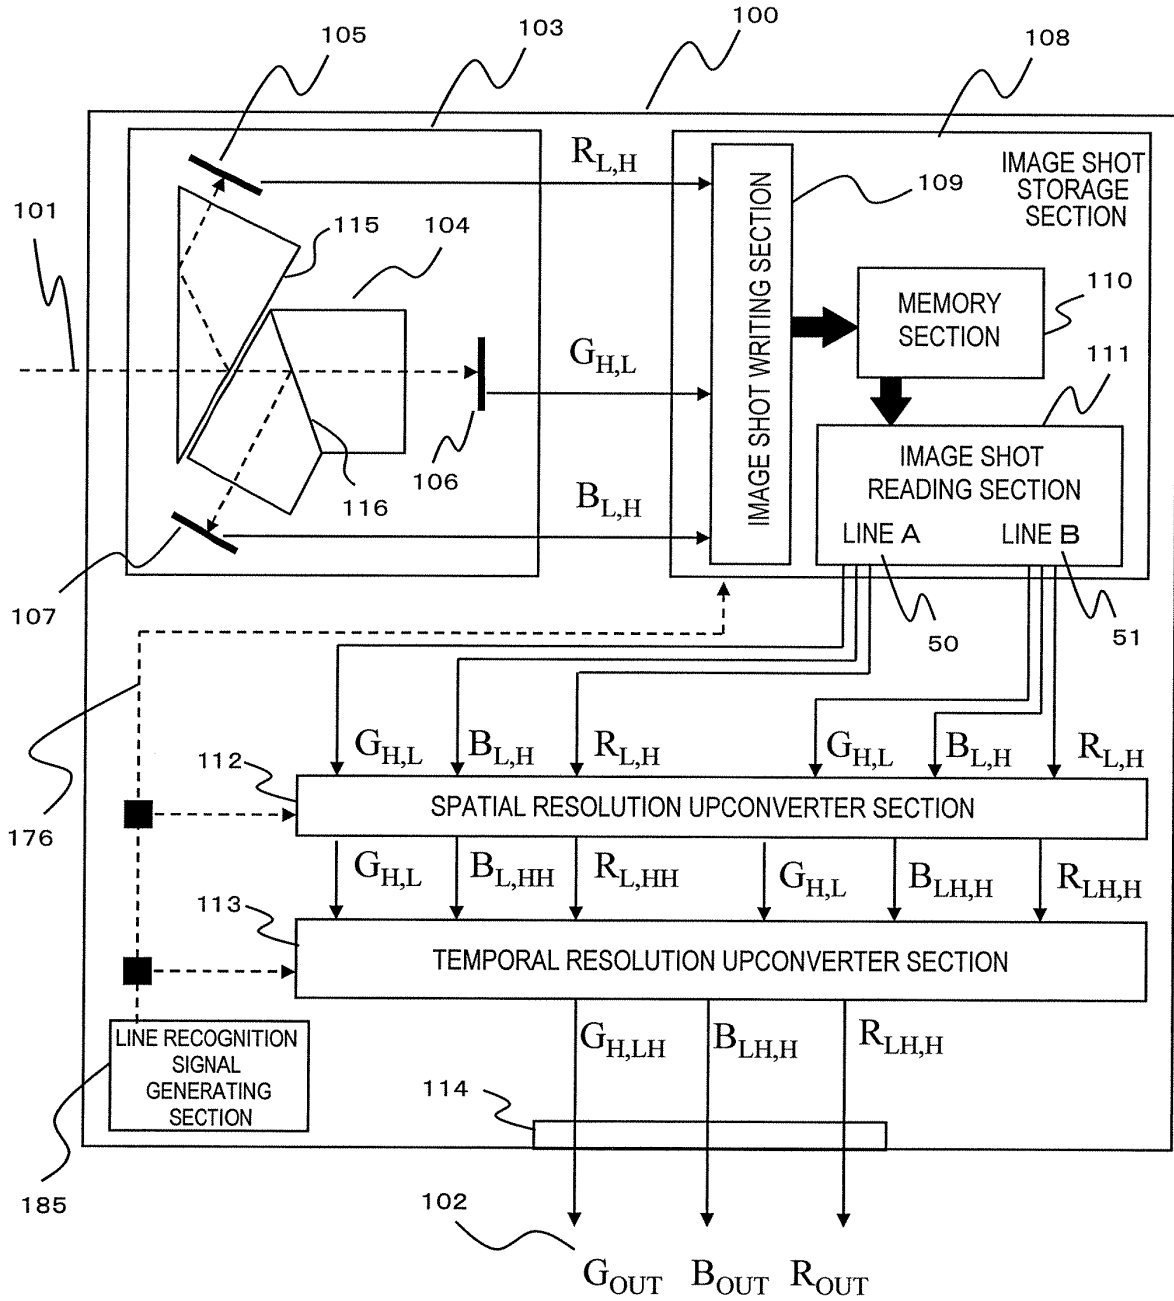 100
105
103
108
R_{L,H}
IMAGE SHOT
STORAGE
SECTION
109
101
115
104
IMAGE SHOT WRITING SECTION
110
MEMORY
SECTION
111
G_{H,L}
IMAGE SHOT
READING SECTION
106
116
B_{L,H}
LINE A
LINE B
107
50
51
G_{H,L}
B_{L,H}
R_{L,H}
G_{H,L}
B_{L,H}
R_{L,H}
112
SPATIAL RESOLUTION UPCONVERTER SECTION
176
G_{H,L}
B_{L,HH}
R_{L,HH}
G_{H,L}
B_{LH,H}
R_{LH,H}
113
TEMPORAL RESOLUTION UPCONVERTER SECTION
LINE RECOGNITION
SIGNAL
GENERATING
SECTION
G_{H,LH}
B_{LH,H}
R_{LH,H}
114
185
102
G_{OUT}
B_{OUT}
R_{OUT}